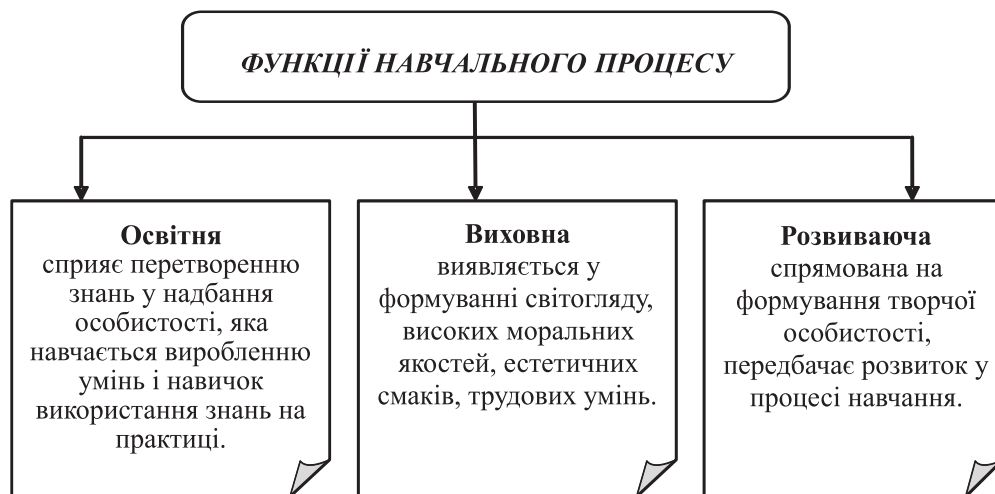 ФУНКЦІЇ НАВЧАЛЬНОГО ПРОЦЕСУ
Освітня
сприяє перетворенню
знань у надбання
особистості, яка
навчається виробленню
умінь і навичок
використання знань на
практиці.
Виховна
виявляється у
формуванні світогляду,
високих моральних
якостей, естетичних
смаків, трудових умінь.
Розвиваюча
спрямована на
формування творчої
особистості,
передбачає розвиток у
процесі навчання.